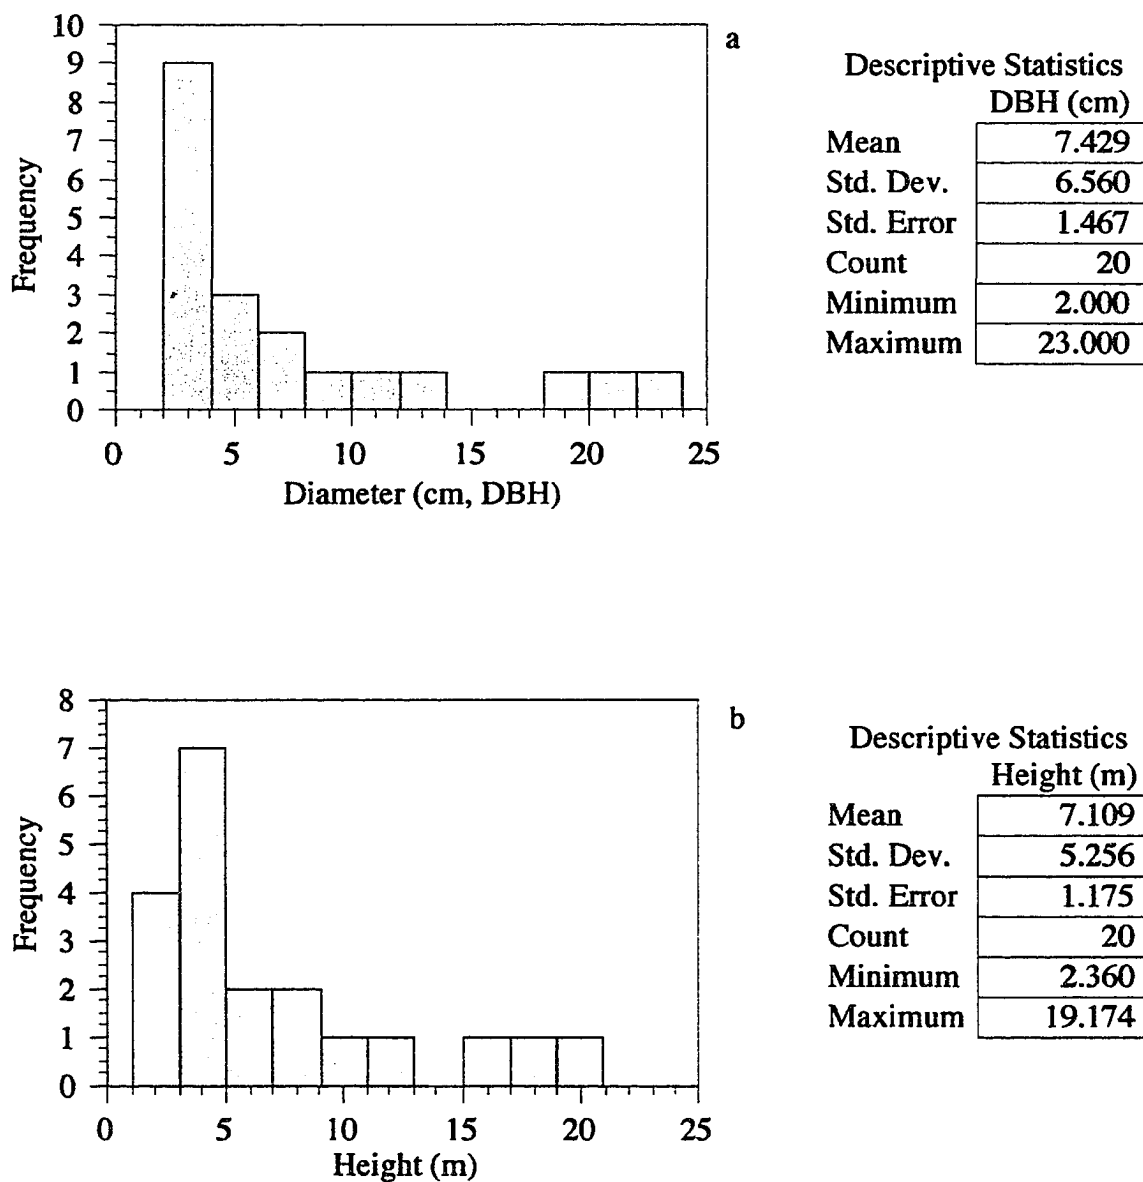 a
10
9
8
7
6
5
4
3
2
1
0
Frequency
0 5 10 15 20 25
Diameter (cm, DBH)
Descriptive Statistics
DBH (cm)
Mean 7.429
Std. Dev. 6.560
Std. Error 1.467
Count 20
Minimum 2.000
Maximum 23.000
b
8
7
6
5
4
3
2
1
0
Frequency
0 5 10 15 20 25
Height (m)
Descriptive Statistics
Height (m)
Mean 7.109
Std. Dev. 5.256
Std. Error 1.175
Count 20
Minimum 2.360
Maximum 19.174